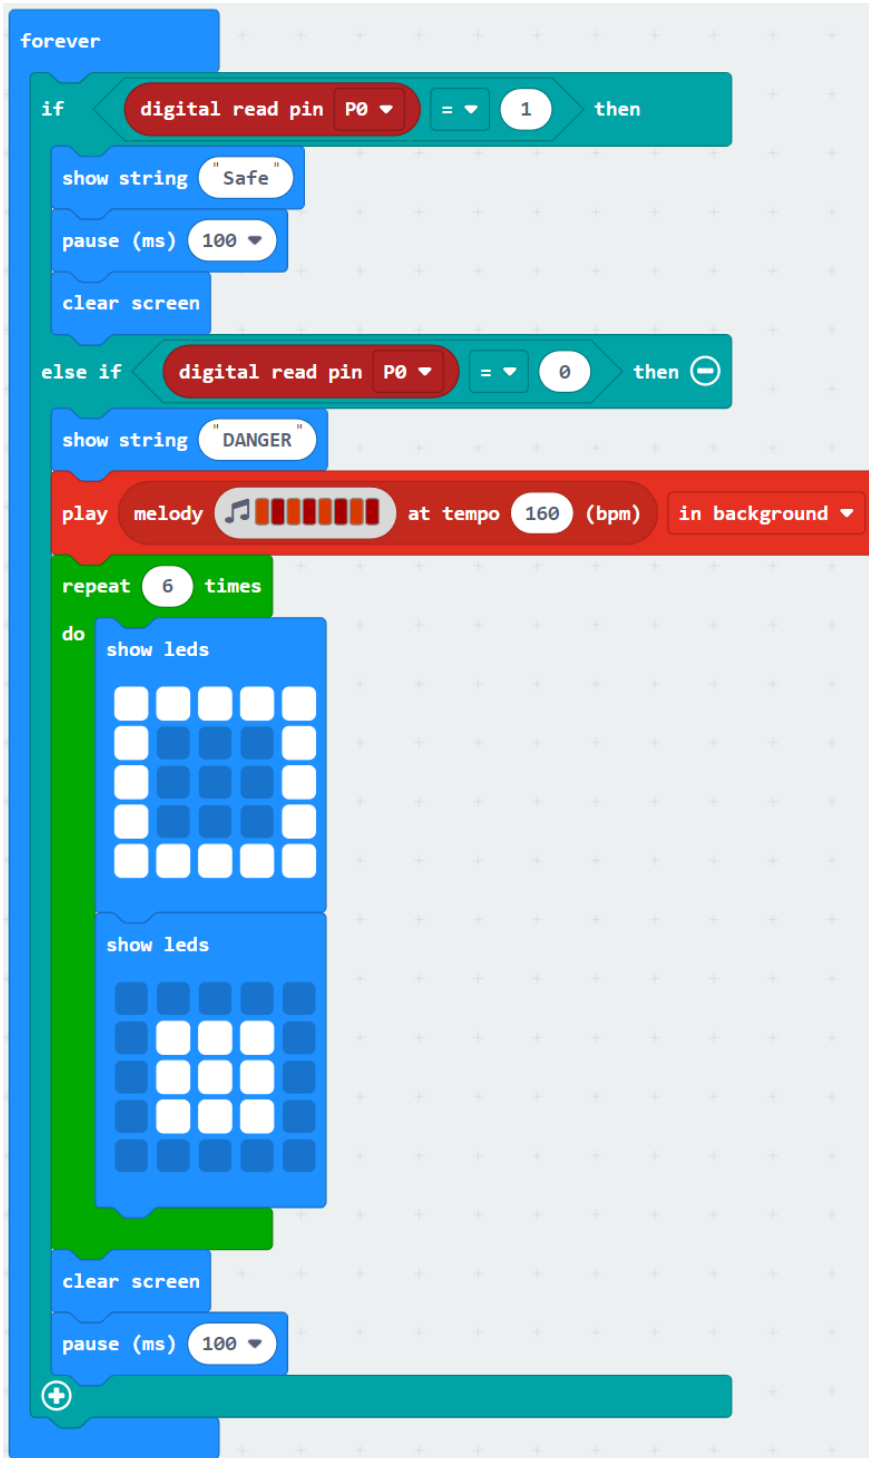 forever
if digital read pin P0 = 1 then
show string "Safe"
pause (ms) 100
clear screen
else if digital read pin P0 = 0 then
show string "DANGER"
play melody at tempo 160 (bpm) in background
repeat 6 times
do
show leds
show leds
clear screen
pause (ms) 100